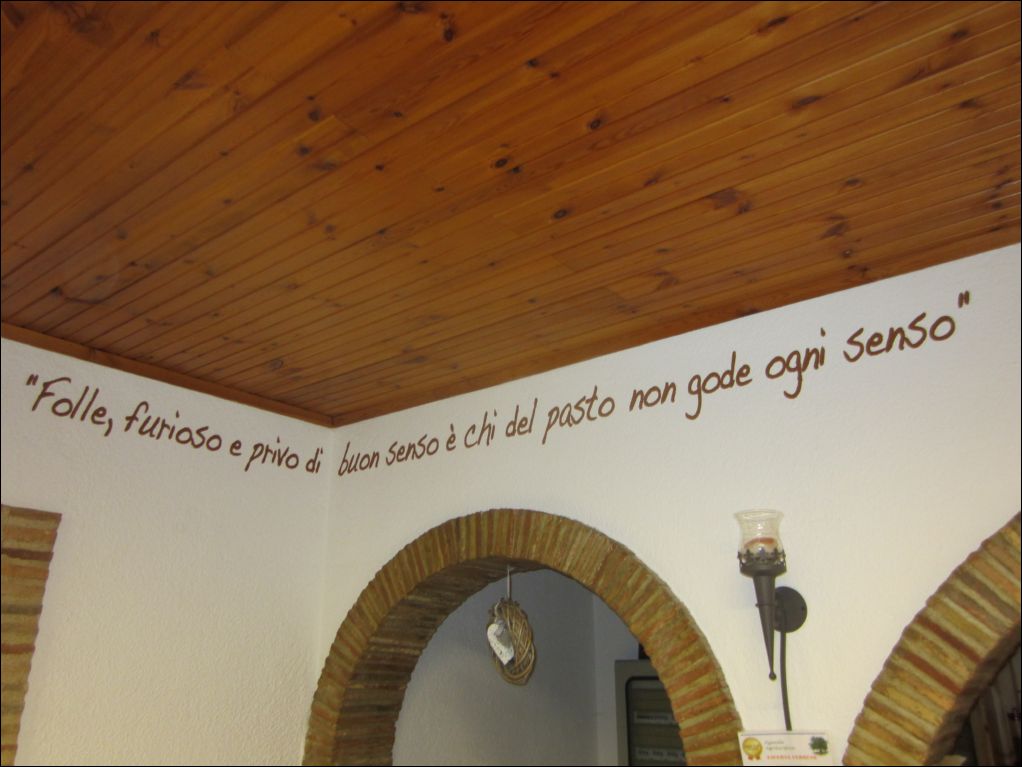 "Folle, furioso e privo di buon senso è chi del pasto non gode ogni senso"